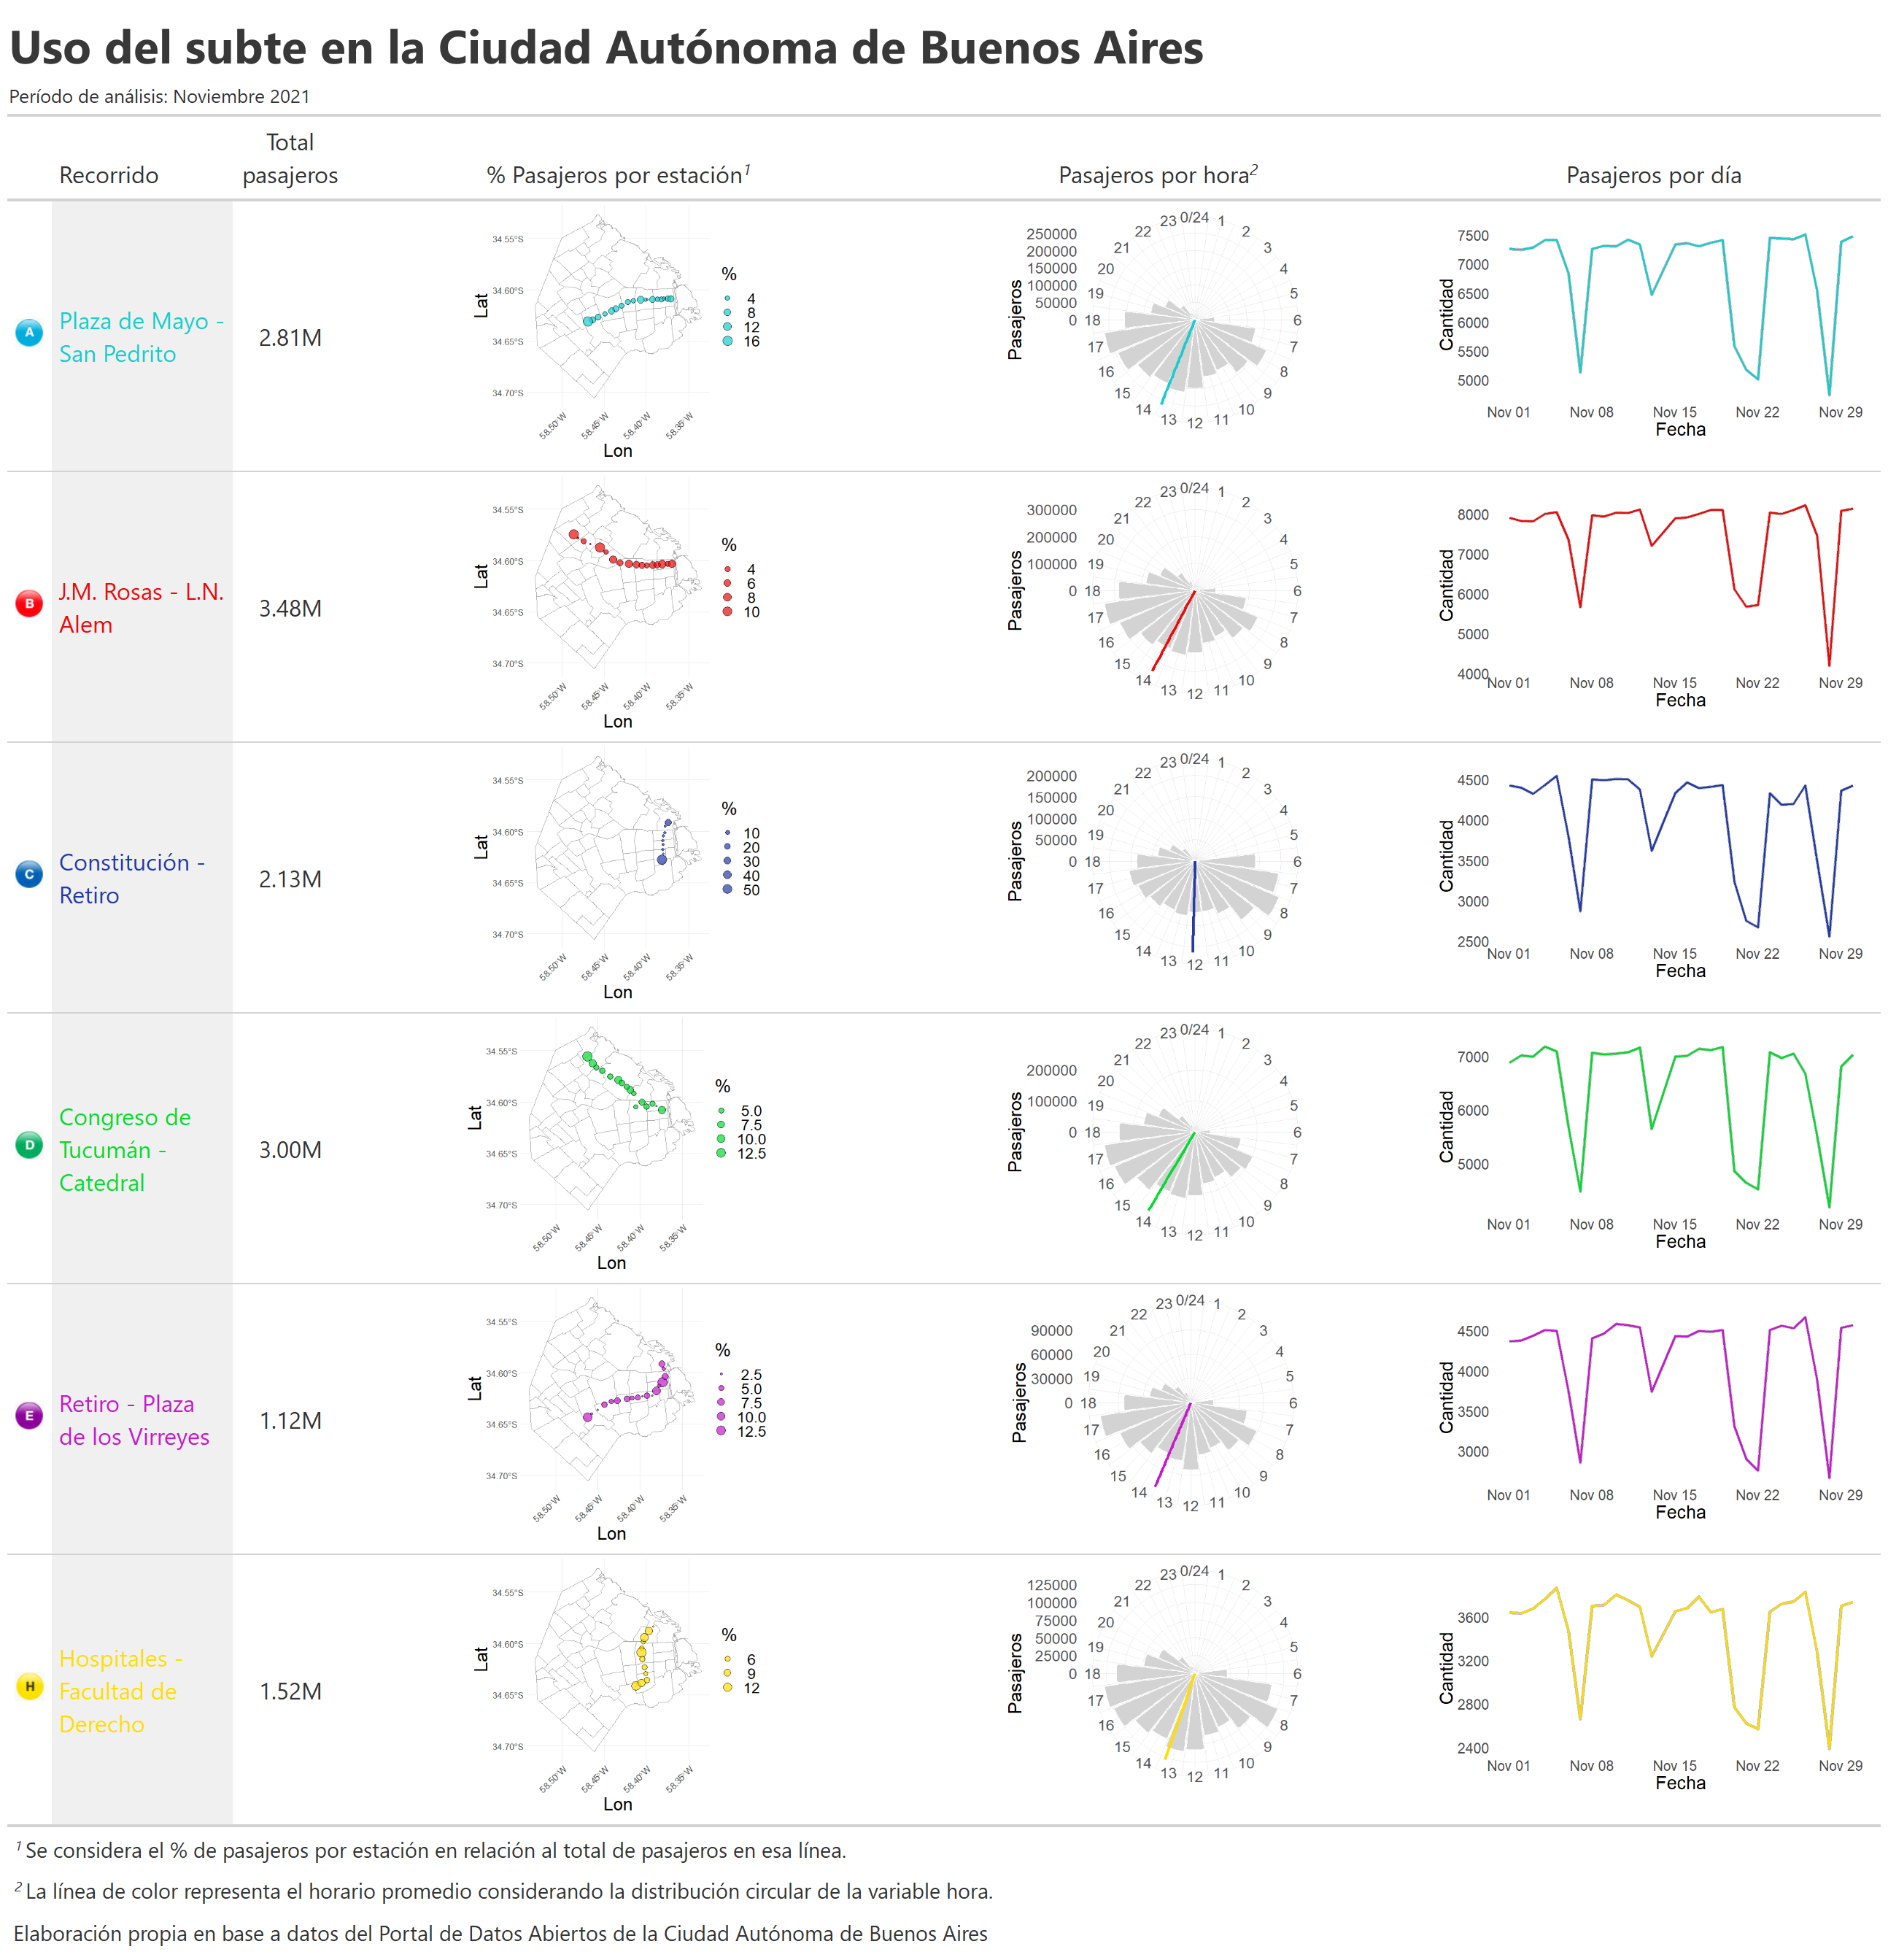 Uso del subte en la Ciudad Autónoma de Buenos Aires
Período de análisis: Noviembre 2021
Recorrido
Total
pasajeros
% Pasajeros por estación¹
Pasajeros por hora²
Pasajeros por día
A
Plaza de Mayo -
San Pedrito
2.81M
Lat
34.55°S
34.60°S
34.65°S
34.70°S
58.50°W
58.45°W
58.40°W
58.35°W
Lon
%
4
8
12
16
Pasajeros
250000
200000
150000
100000
50000
0
0/24
1
2
3
4
5
6
7
8
9
10
11
12
13
14
15
16
17
18
19
20
21
22
23
Cantidad
7500
7000
6500
6000
5500
5000
Nov 01
Nov 08
Nov 15
Nov 22
Nov 29
Fecha
B
J.M. Rosas - L.N.
Alem
3.48M
Lat
34.55°S
34.60°S
34.65°S
34.70°S
58.50°W
58.45°W
58.40°W
58.35°W
Lon
%
4
6
8
10
Pasajeros
300000
200000
100000
0
0/24
1
2
3
4
5
6
7
8
9
10
11
12
13
14
15
16
17
18
19
20
21
22
23
Cantidad
8000
7000
6000
5000
4000
Nov 01
Nov 08
Nov 15
Nov 22
Nov 29
Fecha
C
Constitución -
Retiro
2.13M
Lat
34.55°S
34.60°S
34.65°S
34.70°S
58.50°W
58.45°W
58.40°W
58.35°W
Lon
%
10
20
30
40
50
Pasajeros
200000
150000
100000
50000
0
0/24
1
2
3
4
5
6
7
8
9
10
11
12
13
14
15
16
17
18
19
20
21
22
23
Cantidad
4500
4000
3500
3000
2500
Nov 01
Nov 08
Nov 15
Nov 22
Nov 29
Fecha
D
Congreso de
Tucumán -
Catedral
3.00M
Lat
34.55°S
34.60°S
34.65°S
34.70°S
58.50°W
58.45°W
58.40°W
58.35°W
Lon
%
5.0
7.5
10.0
12.5
Pasajeros
200000
100000
0
0/24
1
2
3
4
5
6
7
8
9
10
11
12
13
14
15
16
17
18
19
20
21
22
23
Cantidad
7000
6000
5000
Nov 01
Nov 08
Nov 15
Nov 22
Nov 29
Fecha
E
Retiro - Plaza
de los Virreyes
1.12M
Lat
34.55°S
34.60°S
34.65°S
34.70°S
58.50°W
58.45°W
58.40°W
58.35°W
Lon
%
2.5
5.0
7.5
10.0
12.5
Pasajeros
90000
60000
30000
0
0/24
1
2
3
4
5
6
7
8
9
10
11
12
13
14
15
16
17
18
19
20
21
22
23
Cantidad
4500
4000
3500
3000
Nov 01
Nov 08
Nov 15
Nov 22
Nov 29
Fecha
H
Hospitales -
Facultad de
Derecho
1.52M
Lat
34.55°S
34.60°S
34.65°S
34.70°S
58.50°W
58.45°W
58.40°W
58.35°W
Lon
%
6
9
12
Pasajeros
125000
100000
75000
50000
25000
0
0/24
1
2
3
4
5
6
7
8
9
10
11
12
13
14
15
16
17
18
19
20
21
22
23
Cantidad
3600
3200
2800
2400
Nov 01
Nov 08
Nov 15
Nov 22
Nov 29
Fecha
¹ Se considera el % de pasajeros por estación en relación al total de pasajeros en esa línea.
² La línea de color representa el horario promedio considerando la distribución circular de la variable hora.
Elaboración propia en base a datos del Portal de Datos Abiertos de la Ciudad Autónoma de Buenos Aires